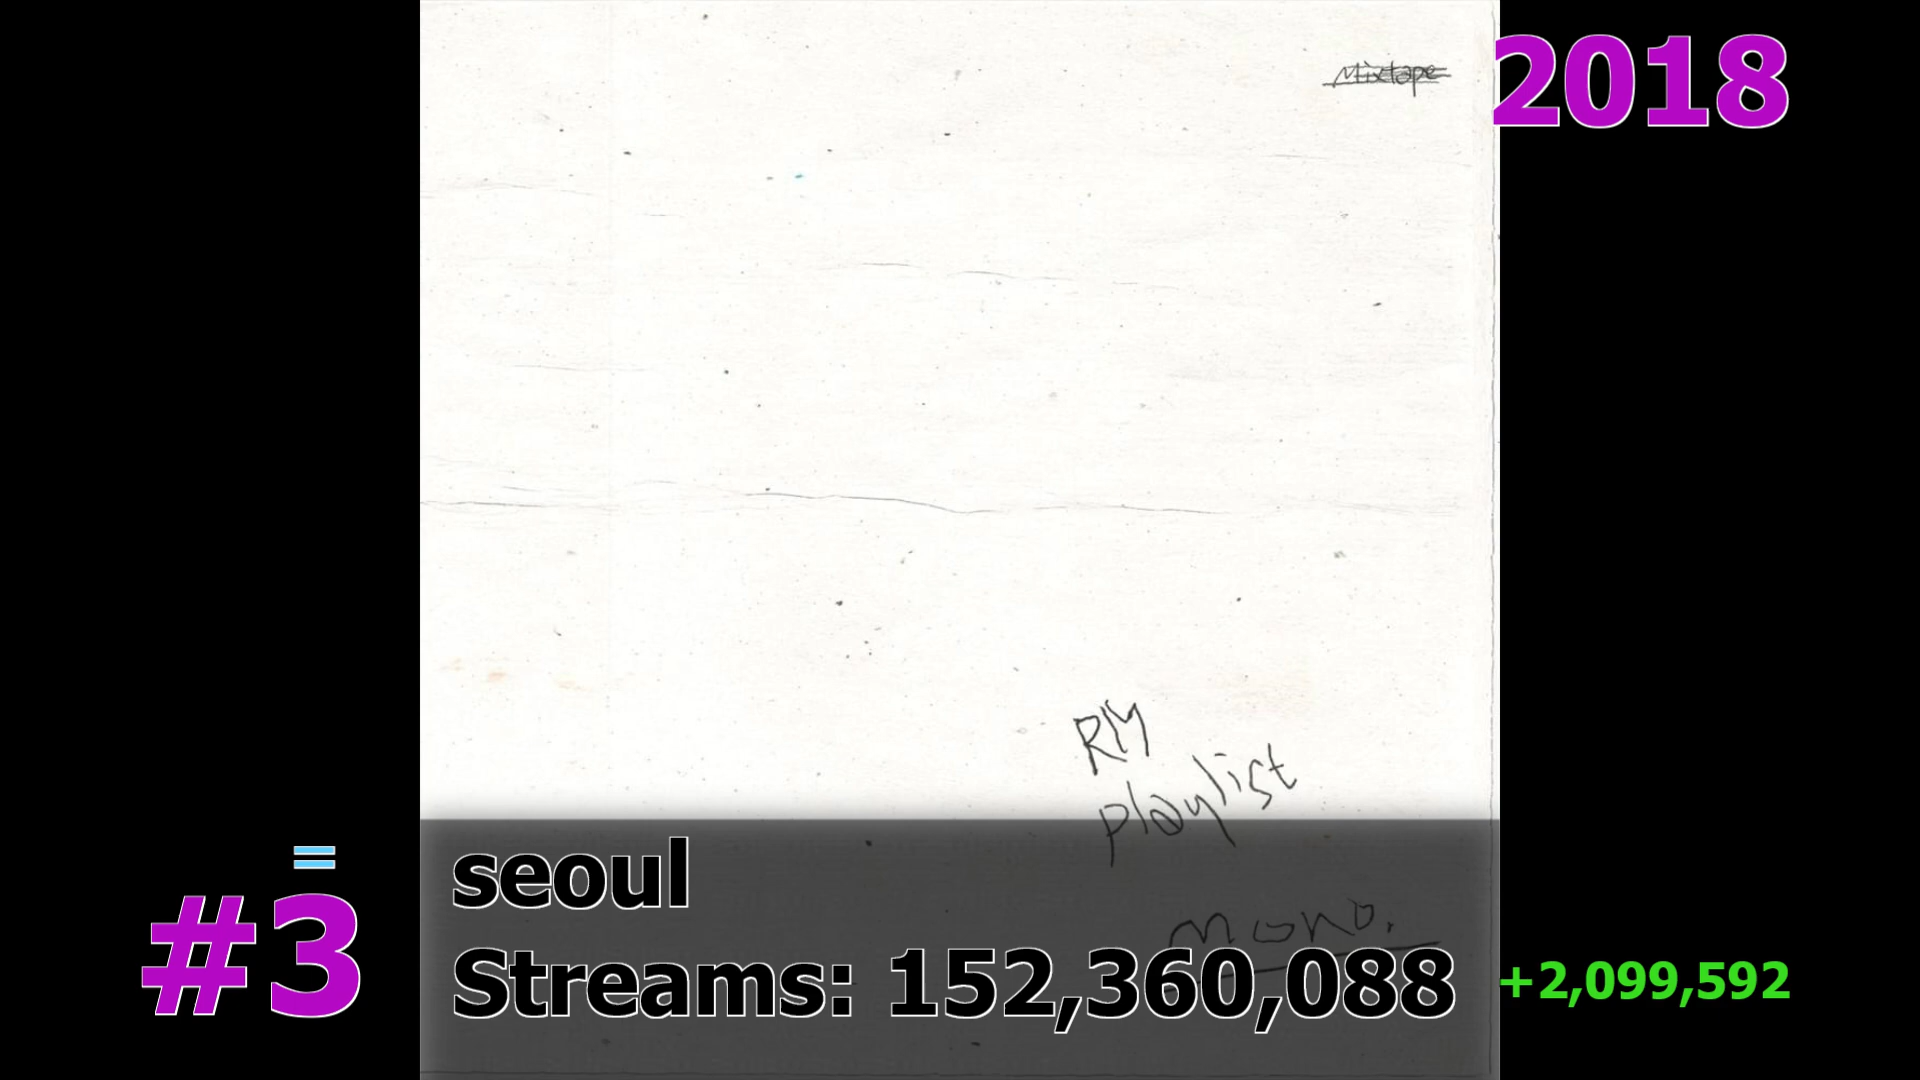 Mixtape
2018
RM
playlist
=
seoul
mono.
#3
Streams: 152,360,088
+2,099,592